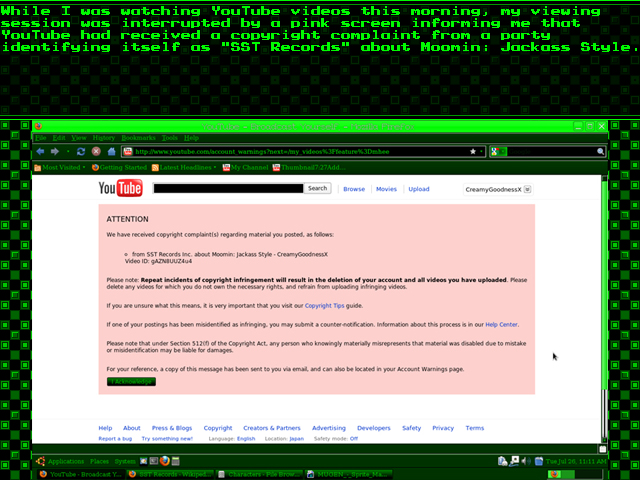 While I was watching YouTube videos this morning, my viewing
session was interrupted by a pink screen informing me that
YouTube had received a copyright complaint from a party
identifying itself as "SST Records" about Moomin: Jackass Style.
File Edit View History Bookmarks Tools Help
http://www.youtube.com/account_warnings?next=/my_videos%3Ffeature%3Dmhee
Most Visited Getting Started Latest Headlines My Channel Thumbnail7-27Add...
YouTube Search Browse Movies Upload CreamyGoodnessX
ATTENTION
We have received copyright complaint(s) regarding material you posted, as follows:
from SST Records Inc. about Moomin: Jackass Style - CreamyGoodnessX
Video ID: gAZN8UUZ4u4
Please note: Repeat incidents of copyright infringement will result in the deletion of your account and all videos you have uploaded. Please
delete any videos for which you do not own the necessary rights, and refrain from uploading infringing videos.
If you are unsure what this means, it is very important that you visit our Copyright Tips guide.
If one of your postings has been misidentified as infringing, you may submit a counter-notification. Information about this process is in our Help Center.
Please note that under Section 512(f) of the Copyright Act, any person who knowingly materially misrepresents that material was disabled due to mistake
or misidentification may be liable for damages.
For your reference, a copy of this message has been sent to you via email, and can also be located in your Account Warnings page.
I Acknowledge
Help About Press & Blogs Copyright Creators & Partners Advertising Developers Safety Privacy Terms
Report a bug Try something new! Language: English Location: Japan Safety mode: Off
Applications Places System Tue Jul 26, 11:11 AM
YouTube - Broadcast Y... SST Records - Wikiped... Characters - File Brow... MUGEN_-_Sprite_Ma...